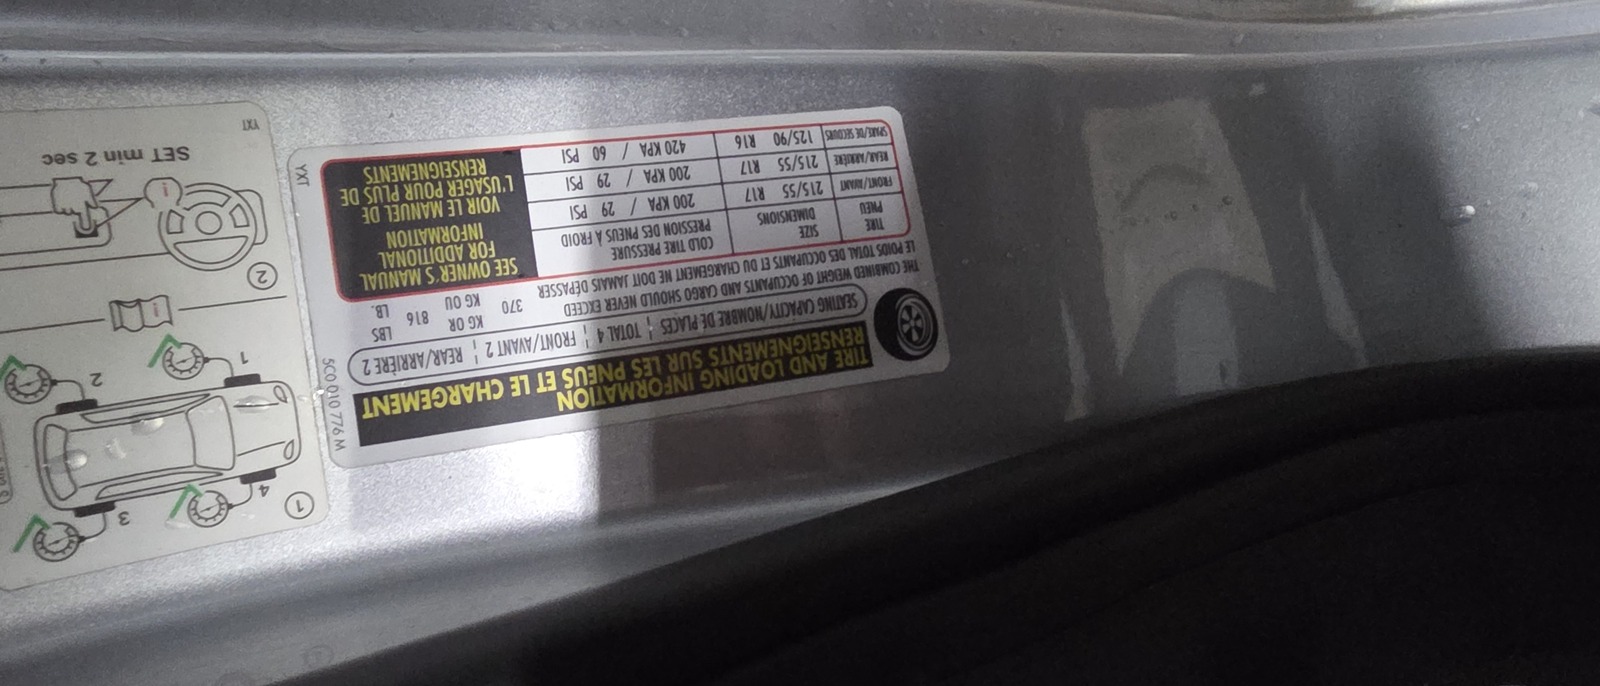 TIRE AND LOADING INFORMATION
RENSEIGNEMENTS SUR LES PNEUS ET LE CHARGEMENT
SEATING CAPACITY/NOMBRE DE PLACES ¦ TOTAL 4 ¦ FRONT/AVANT 2 ¦ REAR/ARRIÈRE 2
THE COMBINED WEIGHT OF OCCUPANTS AND CARGO SHOULD NEVER EXCEED
LE POIDS TOTAL DES OCCUPANTS ET DU CHARGEMENT NE DOIT JAMAIS DÉPASSER
370 KG OR 816 LBS
KG OU LB.
TIRE SIZE COLD TIRE PRESSURE
PNEU DIMENSIONS PRESSION DES PNEUS À FROID
FRONT/AVANT 215/55 R17 200 KPA / 29 PSI
REAR/ARRIÈRE 215/55 R17 200 KPA / 29 PSI
SPARE/DE SECOURS 125/90 R16 420 KPA / 60 PSI
SEE OWNER'S MANUAL
FOR ADDITIONAL
INFORMATION
VOIR LE MANUEL DE
L'USAGER POUR PLUS DE
RENSEIGNEMENTS
5C0 010 776 M
YXT
1
4
3
1
2
2
i
i
SET min 2 sec
YXT